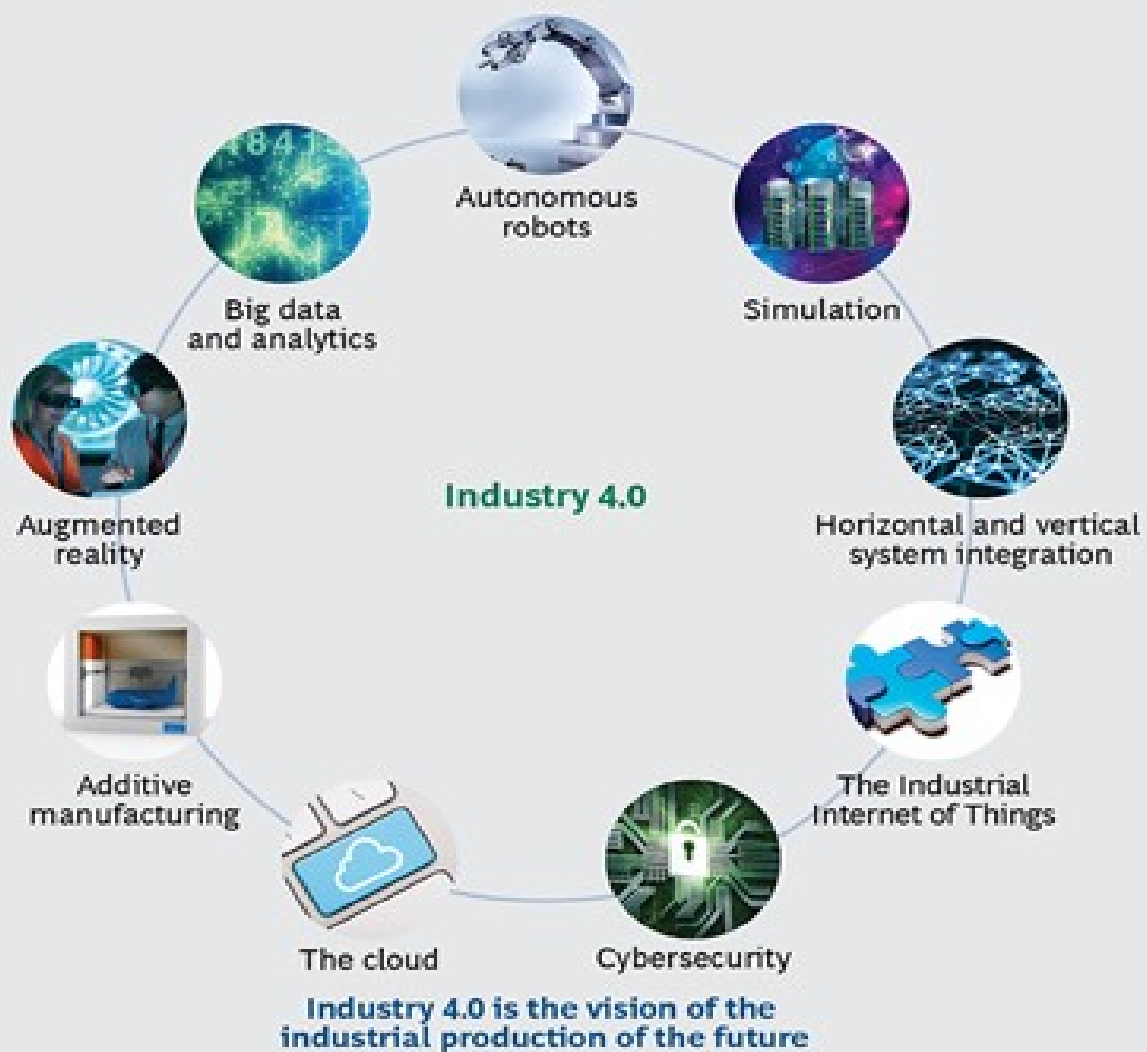 Autonomous
robots
Simulation
Horizontal and vertical
system integration
The Industrial
Internet of Things
Cybersecurity
The cloud
Additive
manufacturing
Augmented
reality
Big data
and analytics
Industry 4.0
Industry 4.0 is the vision of the
industrial production of the future